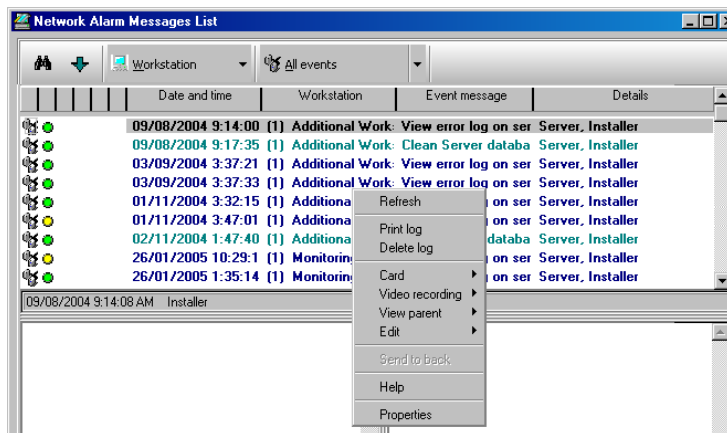 Network Alarm Messages List
Workstation All events
Date and time Workstation Event message Details
09/08/2004 9:14:00 (1) Additional Work: View error log on ser Server, Installer
09/08/2004 9:17:35 (1) Additional Work: Clean Server databa Server, Installer
03/09/2004 3:37:21 (1) Additional Work: View error log on ser Server, Installer
03/09/2004 3:37:33 (1) Additional Work: View error log on ser Server, Installer
01/11/2004 3:32:15 (1) Additiona on ser Server, Installer
01/11/2004 3:47:01 (1) Additiona on ser Server, Installer
02/11/2004 1:47:40 (1) Additiona databa Server, Installer
26/01/2005 10:29:1 (1) Monitoring on ser Server, Installer
26/01/2005 1:35:14 (1) Monitoring on ser Server, Installer
09/08/2004 9:14:08 AM Installer
Refresh
Print log
Delete log
Card
Video recording
View parent
Edit
Send to back
Help
Properties